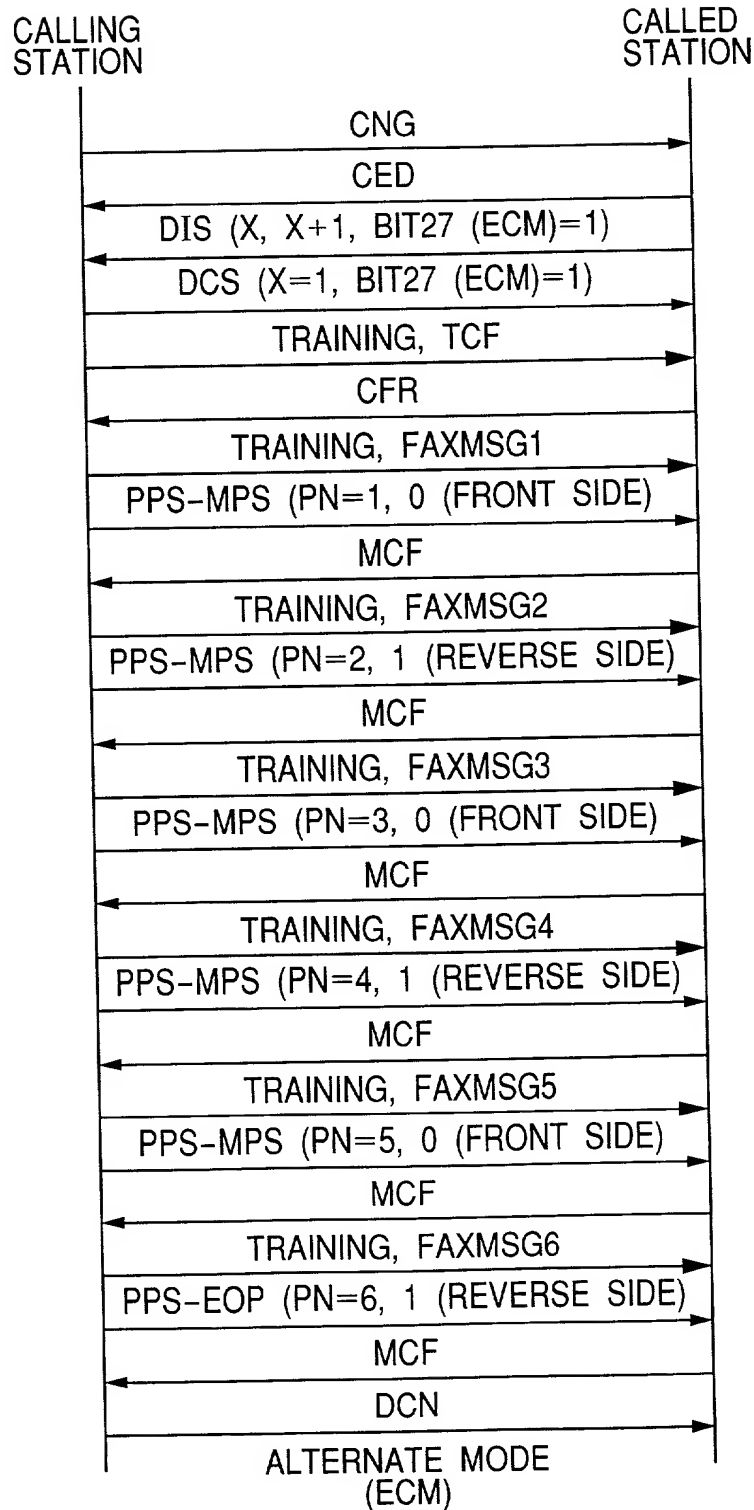 CALLING
STATION
CALLED
STATION
CNG
CED
DIS (X, X+1, BIT27 (ECM)=1)
DCS (X=1, BIT27 (ECM)=1)
TRAINING, TCF
CFR
TRAINING, FAXMSG1
PPS-MPS (PN=1, 0 (FRONT SIDE)
MCF
TRAINING, FAXMSG2
PPS-MPS (PN=2, 1 (REVERSE SIDE)
MCF
TRAINING, FAXMSG3
PPS-MPS (PN=3, 0 (FRONT SIDE)
MCF
TRAINING, FAXMSG4
PPS-MPS (PN=4, 1 (REVERSE SIDE)
MCF
TRAINING, FAXMSG5
PPS-MPS (PN=5, 0 (FRONT SIDE)
MCF
TRAINING, FAXMSG6
PPS-EOP (PN=6, 1 (REVERSE SIDE)
MCF
DCN
ALTERNATE MODE
(ECM)